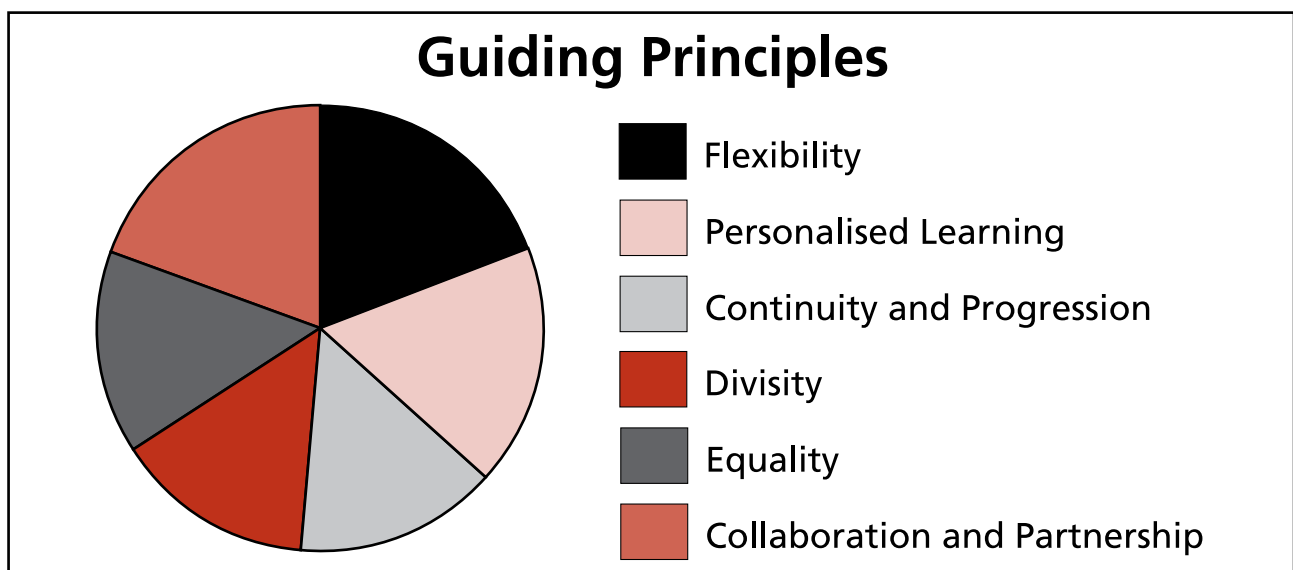 Guiding Principles
Flexibility
Personalised Learning
Continuity and Progression
Divisity
Equality
Collaboration and Partnership